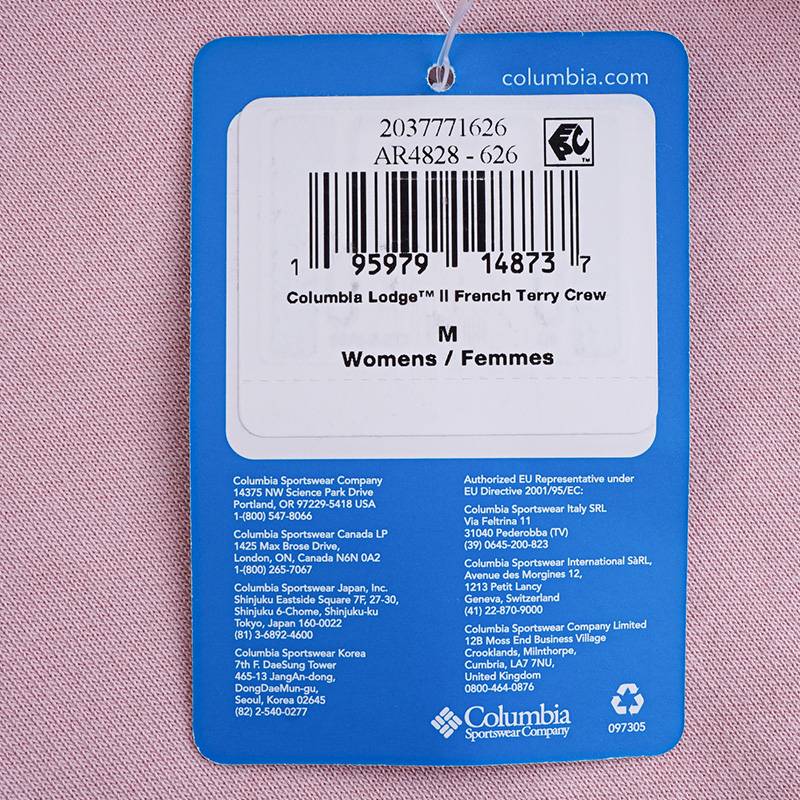 columbia.com
2037771626
AR4828 - 626
EPC™
1 95979 14873 7
Columbia Lodge™ II French Terry Crew
M
Womens / Femmes
Columbia Sportswear Company
14375 NW Science Park Drive
Portland, OR 97229-5418 USA
1-(800) 547-8066
Columbia Sportswear Canada LP
1425 Max Brose Drive,
London, ON, Canada N6N 0A2
1-(800) 265-7067
Columbia Sportswear Japan, Inc.
Shinjuku Eastside Square 7F, 27-30,
Shinjuku 6-Chome, Shinjuku-ku
Tokyo, Japan 160-0022
(81) 3-6892-4600
Columbia Sportswear Korea
7th F. DaeSung Tower
465-13 JangAn-dong,
DongDaeMun-gu,
Seoul, Korea 02645
(82) 2-540-0277
Authorized EU Representative under
EU Directive 2001/95/EC:
Columbia Sportswear Italy SRL
Via Feltrina 11
31040 Pederobba (TV)
(39) 0645-200-823
Columbia Sportswear International SàRL,
Avenue des Morgines 12,
1213 Petit Lancy
Geneva, Switzerland
(41) 22-870-9000
Columbia Sportswear Company Limited
12B Moss End Business Village
Crooklands, Milnthorpe,
Cumbria, LA7 7NU,
United Kingdom
0800-464-0876
Columbia
Sportswear Company
097305